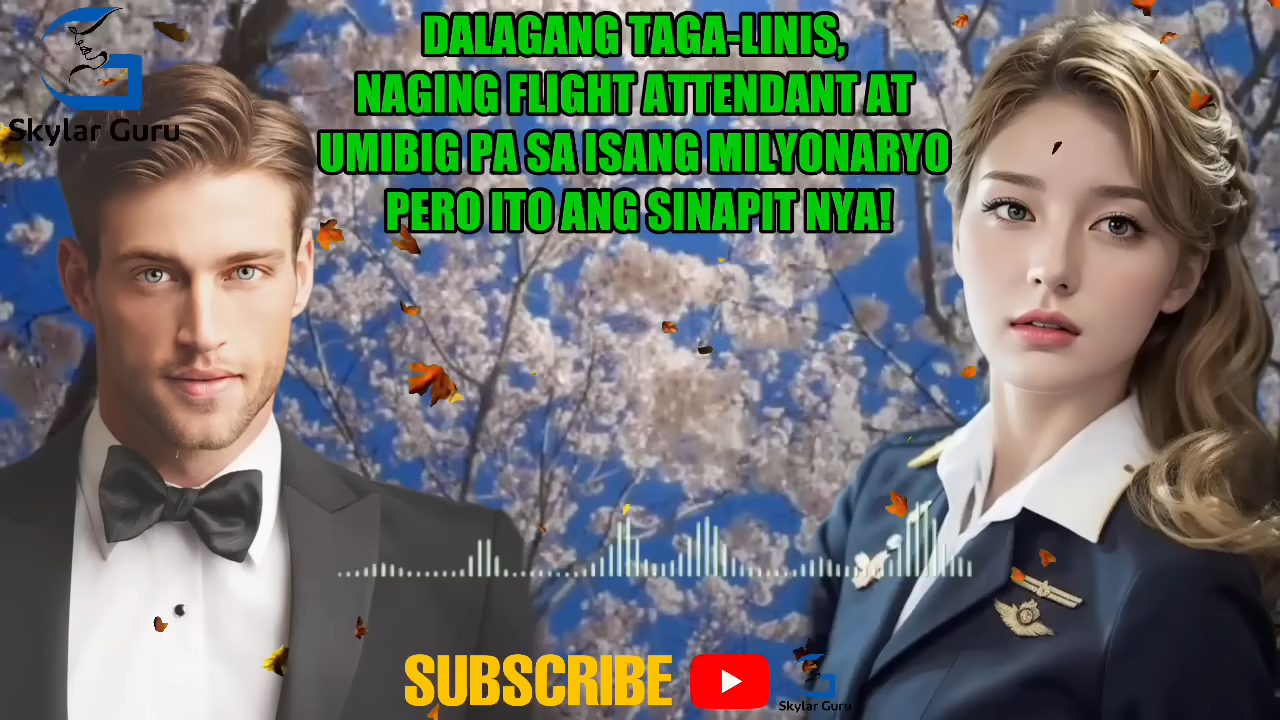 DALAGANG TAGA-LINIS,
NAGING FLIGHT ATTENDANT AT
UMIBIG PA SA ISANG MILYONARYO
PERO ITO ANG SINAPIT NYA!
Skylar Guru
SUBSCRIBE
Skylar Guru